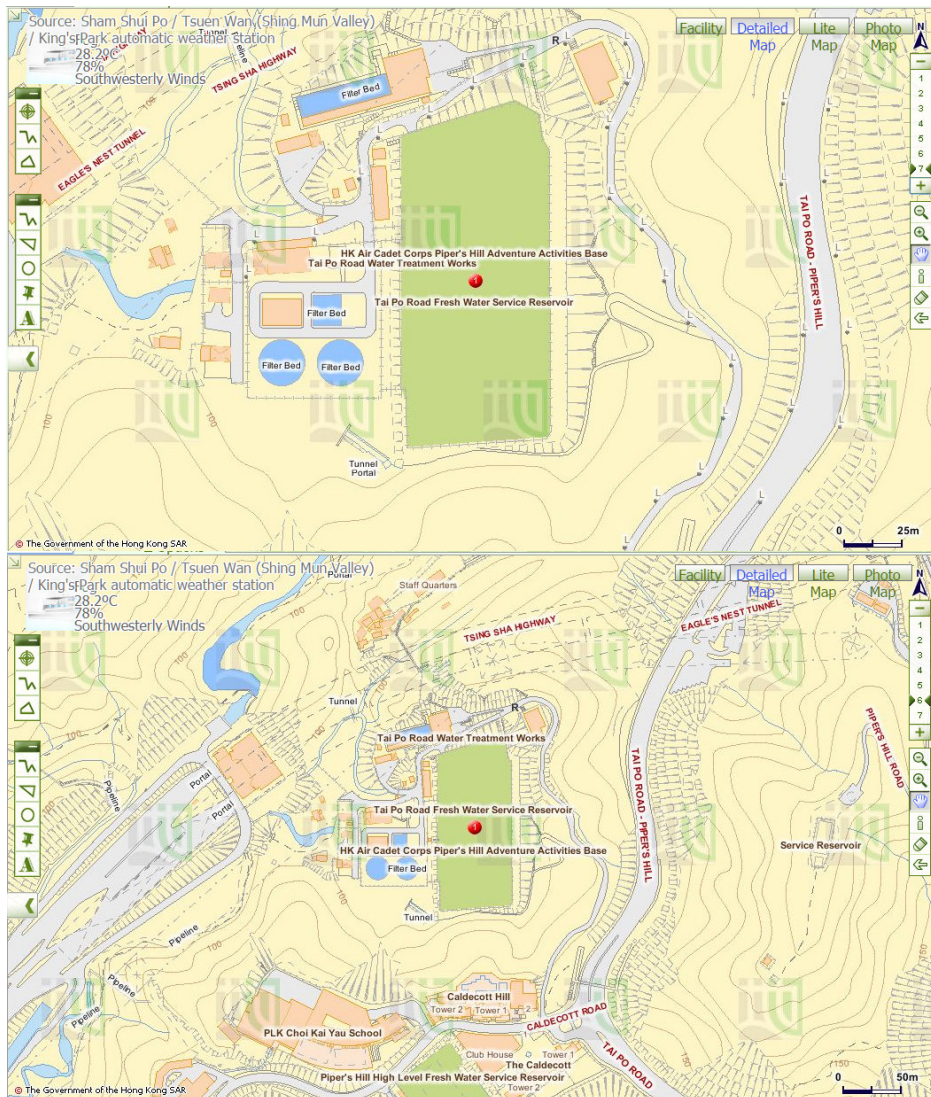 Source: Sham Shui Po / Tsuen Wan (Shing Mun Valley)
/ King's Park automatic weather station
28.2ºC
78%
Southwesterly Winds
Facility
Detailed Map
Lite Map
Photo Map
N
Pipeline
TSING SHA HIGHWAY
EAGLE'S NEST TUNNEL
Filter Bed
R
1
2
3
4
5
6
7
HK Air Cadet Corps Piper's Hill Adventure Activities Base
Tai Po Road Water Treatment Works
Tai Po Road Fresh Water Service Reservoir
TAI PO ROAD - PIPER'S HILL
Filter Bed
Filter Bed
Filter Bed
100
100
100
Tunnel
Portal
© The Government of the Hong Kong SAR
0 25m
Source: Sham Shui Po / Tsuen Wan (Shing Mun Valley)
/ King's Park automatic weather station
28.2ºC
78%
Southwesterly Winds
Facility
Detailed Map
Lite Map
Photo Map
N
Portal
Staff Quarters
TSING SHA HIGHWAY
EAGLE'S NEST TUNNEL
1
2
3
4
5
6
7
100
100
Tunnel
R
Tai Po Road Water Treatment Works
PIPER'S HILL ROAD
Portal
Portal
Pipeline
TAI PO ROAD - PIPER'S HILL
Tai Po Road Fresh Water Service Reservoir
HK Air Cadet Corps Piper's Hill Adventure Activities Base
Service Reservoir
Filter Bed
Tunnel
Pipeline
100
Pipeline
Pipeline
Caldecott Hill
Tower 2 Tower 1
CALDECOTT ROAD
PLK Choi Kai Yau School
Club House
Tower 1
The Caldecott
TAI PO ROAD
Piper's Hill High Level Fresh Water Service Reservoir
Tower 2
150
150
© The Government of the Hong Kong SAR
0 50m